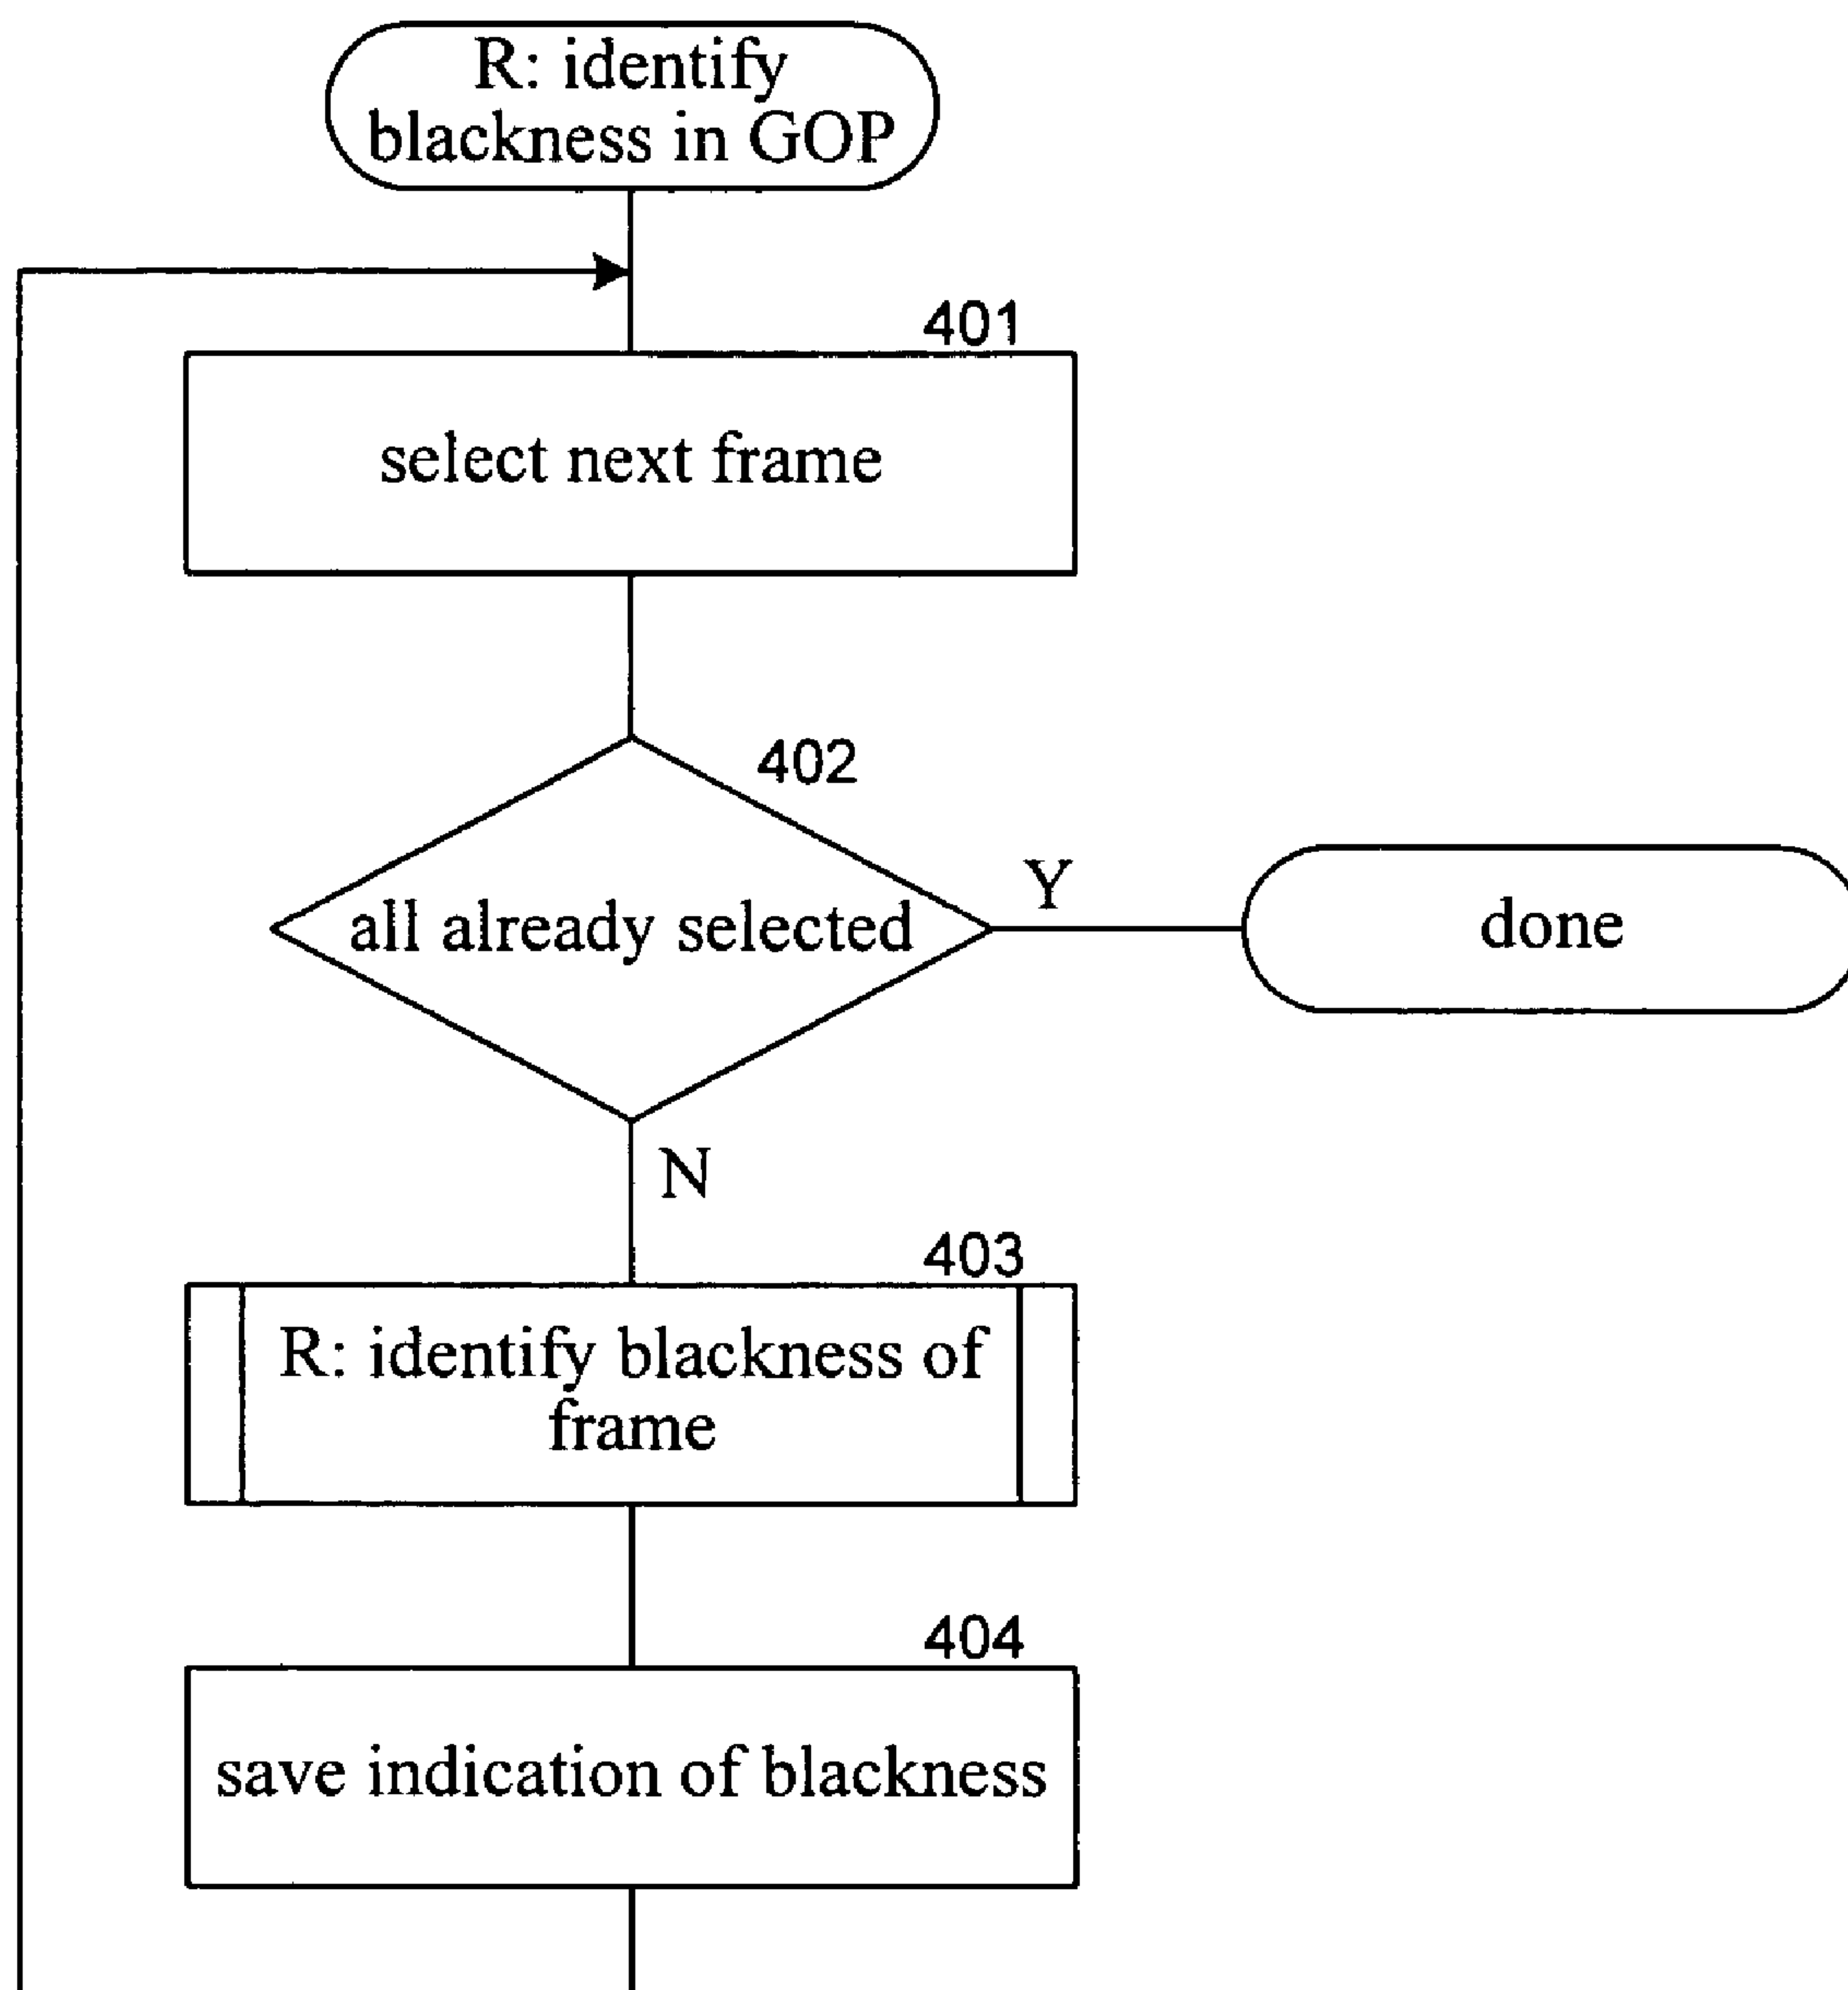 R: identify
blackness in GOP
401
select next frame
402
all already selected
Y
done
N
403
R: identify blackness of
frame
404
save indication of blackness